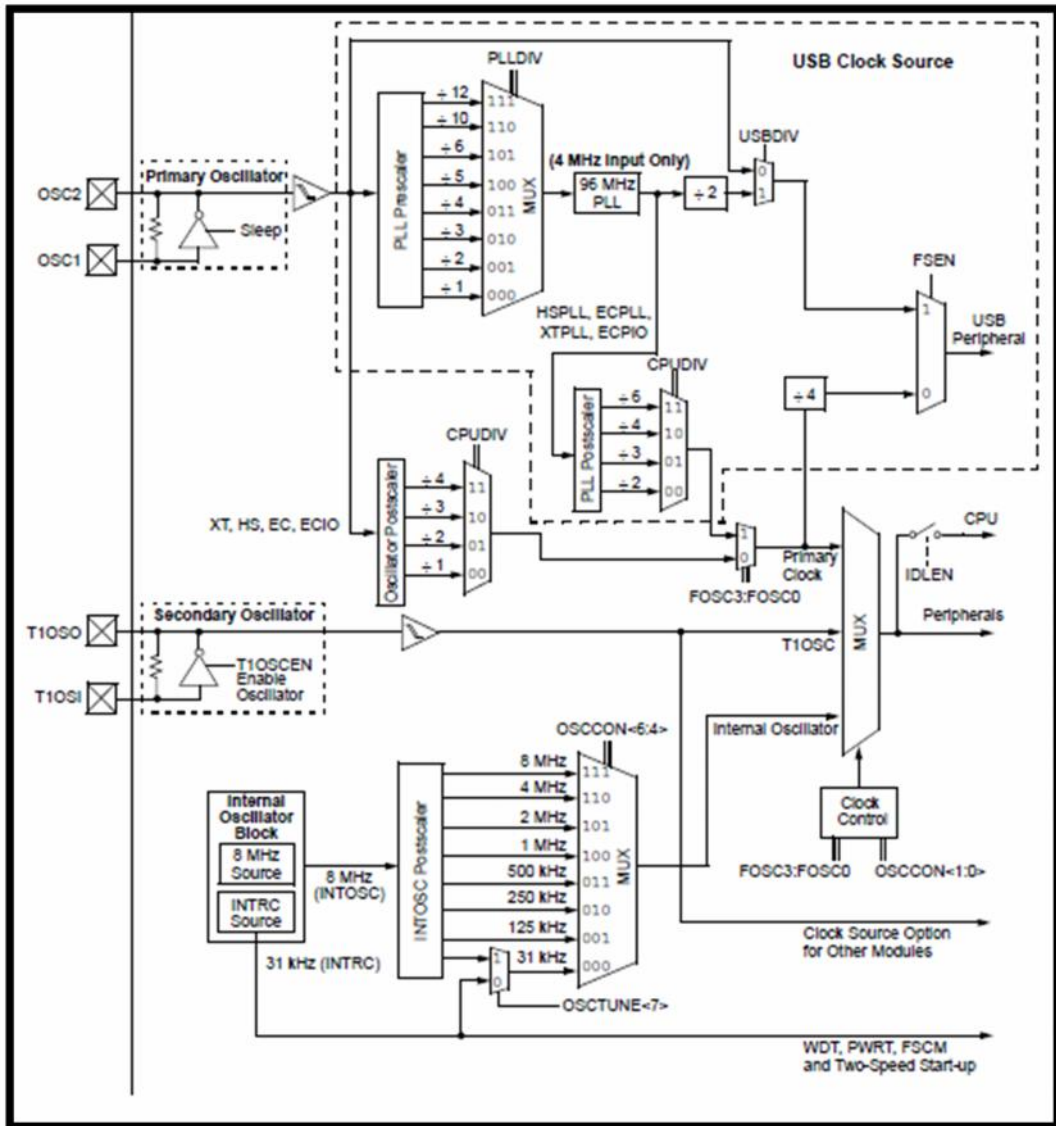 PLLDIV
USB Clock Source
÷ 12
111
÷ 10
110
÷ 6
101
÷ 5
100
÷ 4
011
÷ 3
010
÷ 2
001
÷ 1
000
PLL Prescaler
MUX
USBDIV
0
1
(4 MHz Input Only)
96 MHz
PLL
÷ 2
OSC2
Primary Oscillator
Sleep
OSC1
FSEN
1
USB
Peripheral
0
HSPLL, ECPLL,
XTPLL, ECPIO
CPUDIV
PLL Postscaler
÷ 6
11
÷ 4
10
÷ 3
01
÷ 2
00
÷ 4
CPUDIV
XT, HS, EC, ECIO
Oscillator Postscaler
÷ 4
11
÷ 3
10
÷ 2
01
÷ 1
00
1
0
Primary
Clock
FOSC3:FOSC0
CPU
IDLEN
Peripherals
MUX
T1OSO
Secondary Oscillator
T1OSCEN
Enable
Oscillator
T1OSI
T1OSC
Internal Oscillator
OSCCON<6:4>
Clock
Control
FOSC3:FOSC0
OSCCON<1:0>
Internal
Oscillator
Block
8 MHz
Source
INTRC
Source
8 MHz
(INTOSC)
31 kHz (INTRC)
INTOSC Postscaler
8 MHz
111
4 MHz
110
2 MHz
101
1 MHz
100
500 kHz
011
250 kHz
010
125 kHz
001
1
0
31 kHz
000
MUX
OSCTUNE<7>
Clock Source Option
for Other Modules
WDT, PWRT, FSCM
and Two-Speed Start-up